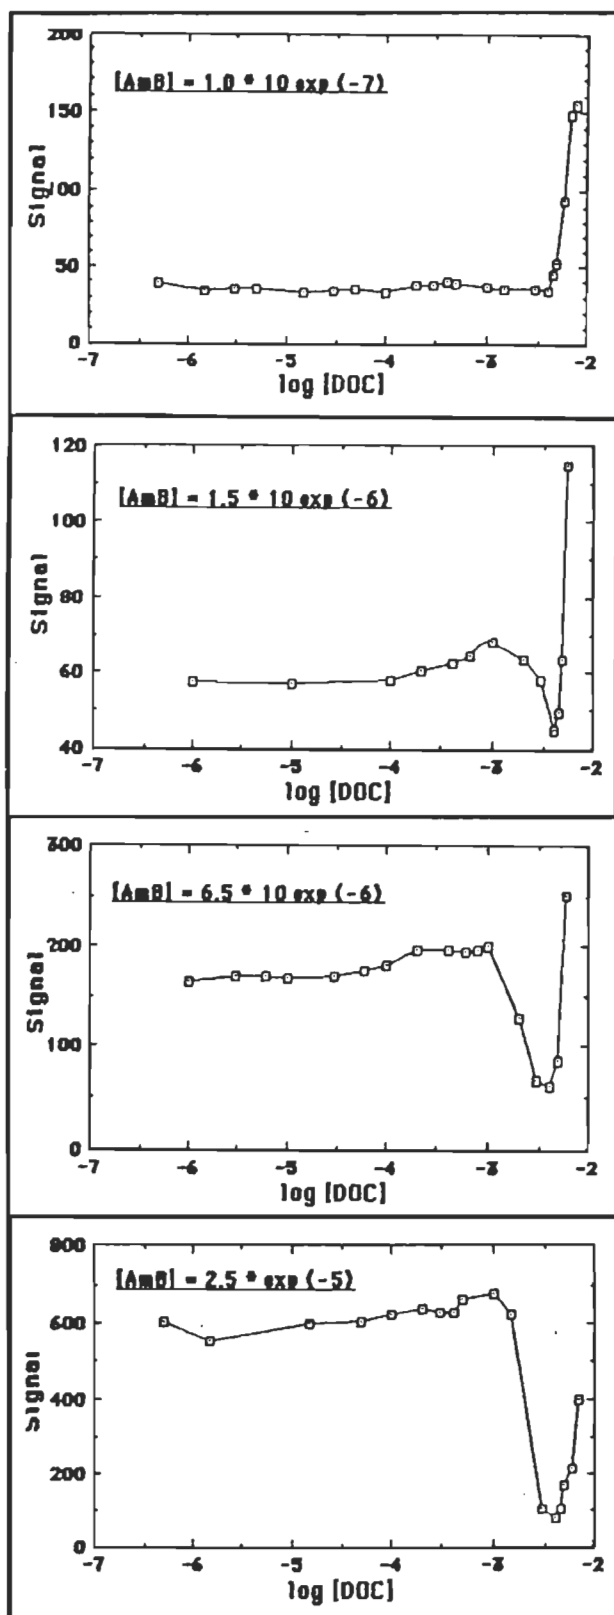 200
[AmB] = 1.0 * 10 exp (-7)
150
100
50
0
Signal
-7 -6 -5 -4 -3 -2
log [DOC]
120
[AmB] = 1.5 * 10 exp (-6)
100
80
60
40
Signal
-7 -6 -5 -4 -3 -2
log [DOC]
300
[AmB] = 6.5 * 10 exp (-6)
200
100
0
Signal
-7 -6 -5 -4 -3 -2
log [DOC]
800
[AmB] = 2.5 * exp (-5)
600
400
200
0
Signal
-7 -6 -5 -4 -3 -2
log [DOC]